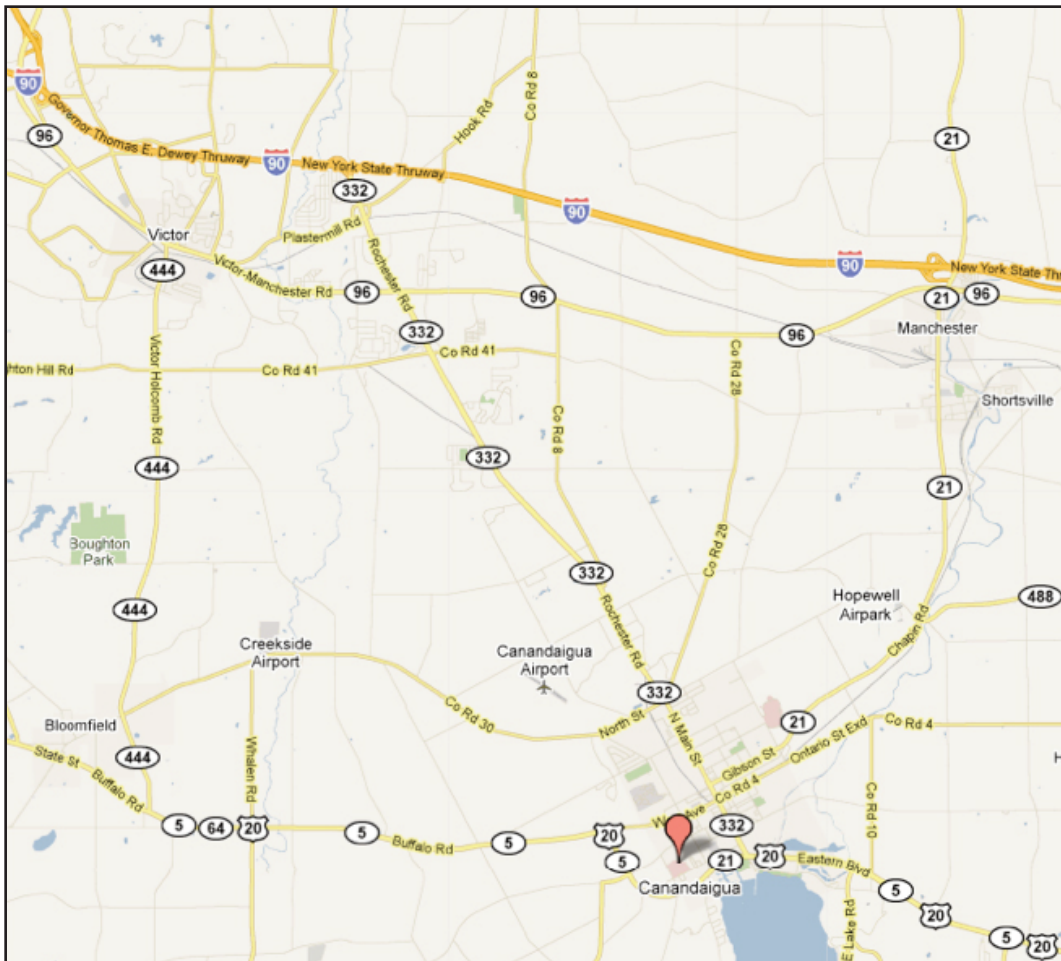 Co Rd 8
90
96
21
Hook Rd
Governor Thomas E. Dewey Thruway
90
New York State Thruway
332
90
Victor
Plastermill Rd
Rochester Rd
444
Victor-Manchester Rd
96
96
90
New York State
21
96
332
96
Manchester
Co Rd 41
Co Rd 28
hton Hill Rd
Co Rd 41
Victor Holcomb Rd
Shortsville
Co Rd 8
444
332
21
Boughton
Park
Co Rd 28
332
444
Rochester Rd
Hopewell
Airpark
488
Chapin Rd
Creekside
Airport
Canandaigua
Airport
332
Bloomfield
Co Rd 30
North St
N Main St
21
Co Rd 4
State St
444
Whalen Rd
Gibson St
Ontario St Exd
Buffalo Rd
Co Rd 4
Co Rd 10
5
64
20
5
Buffalo Rd
5
20
Ave
332
5
21
20
Eastern Blvd
Canandaigua
5
20
E Lake Rd
5
20